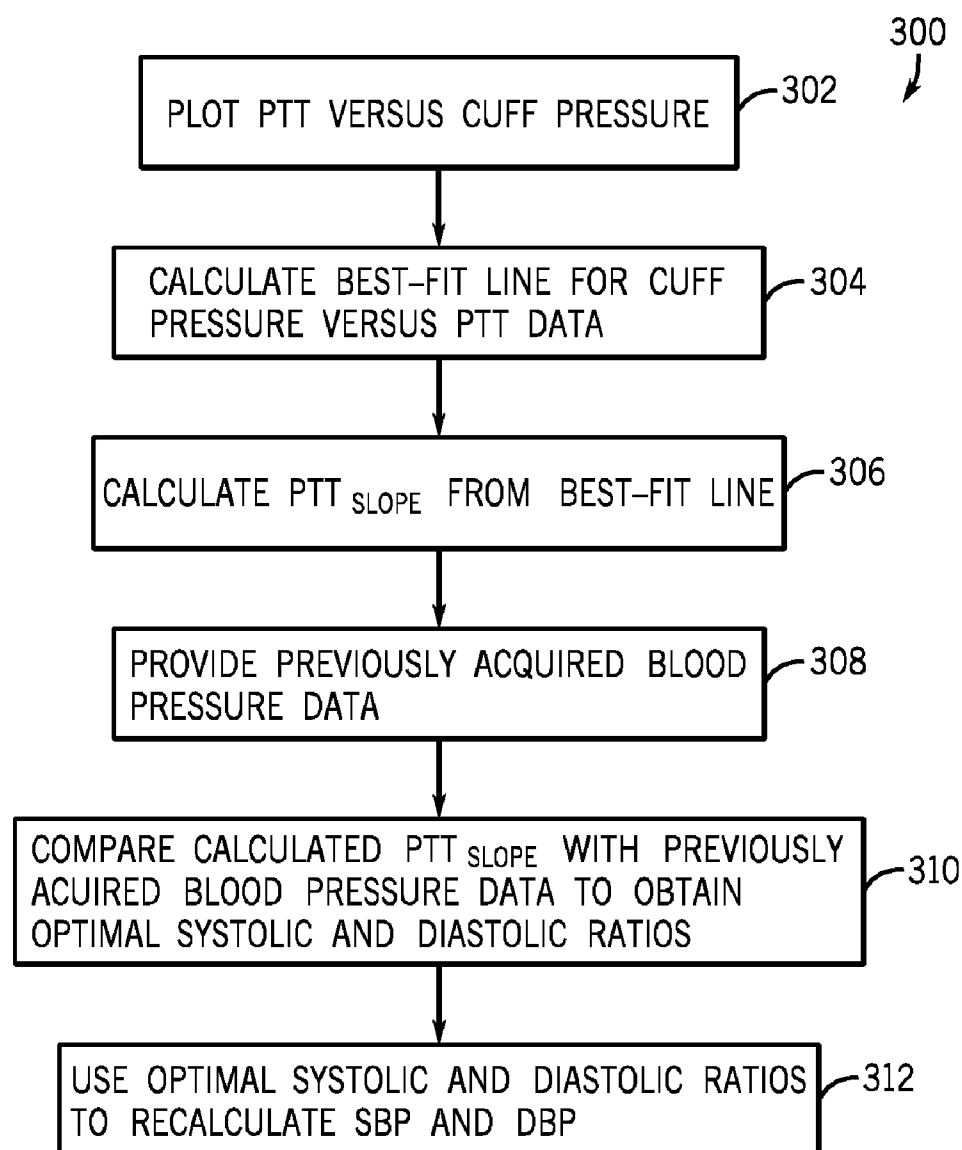 300
PLOT PTT VERSUS CUFF PRESSURE
302
CALCULATE BEST–FIT LINE FOR CUFF
PRESSURE VERSUS PTT DATA
304
CALCULATE PTT SLOPE FROM BEST–FIT LINE
306
PROVIDE PREVIOUSLY ACQUIRED BLOOD
PRESSURE DATA
308
COMPARE CALCULATED PTT SLOPE WITH PREVIOUSLY
ACUIRED BLOOD PRESSURE DATA TO OBTAIN
OPTIMAL SYSTOLIC AND DIASTOLIC RATIOS
310
USE OPTIMAL SYSTOLIC AND DIASTOLIC RATIOS
TO RECALCULATE SBP AND DBP
312